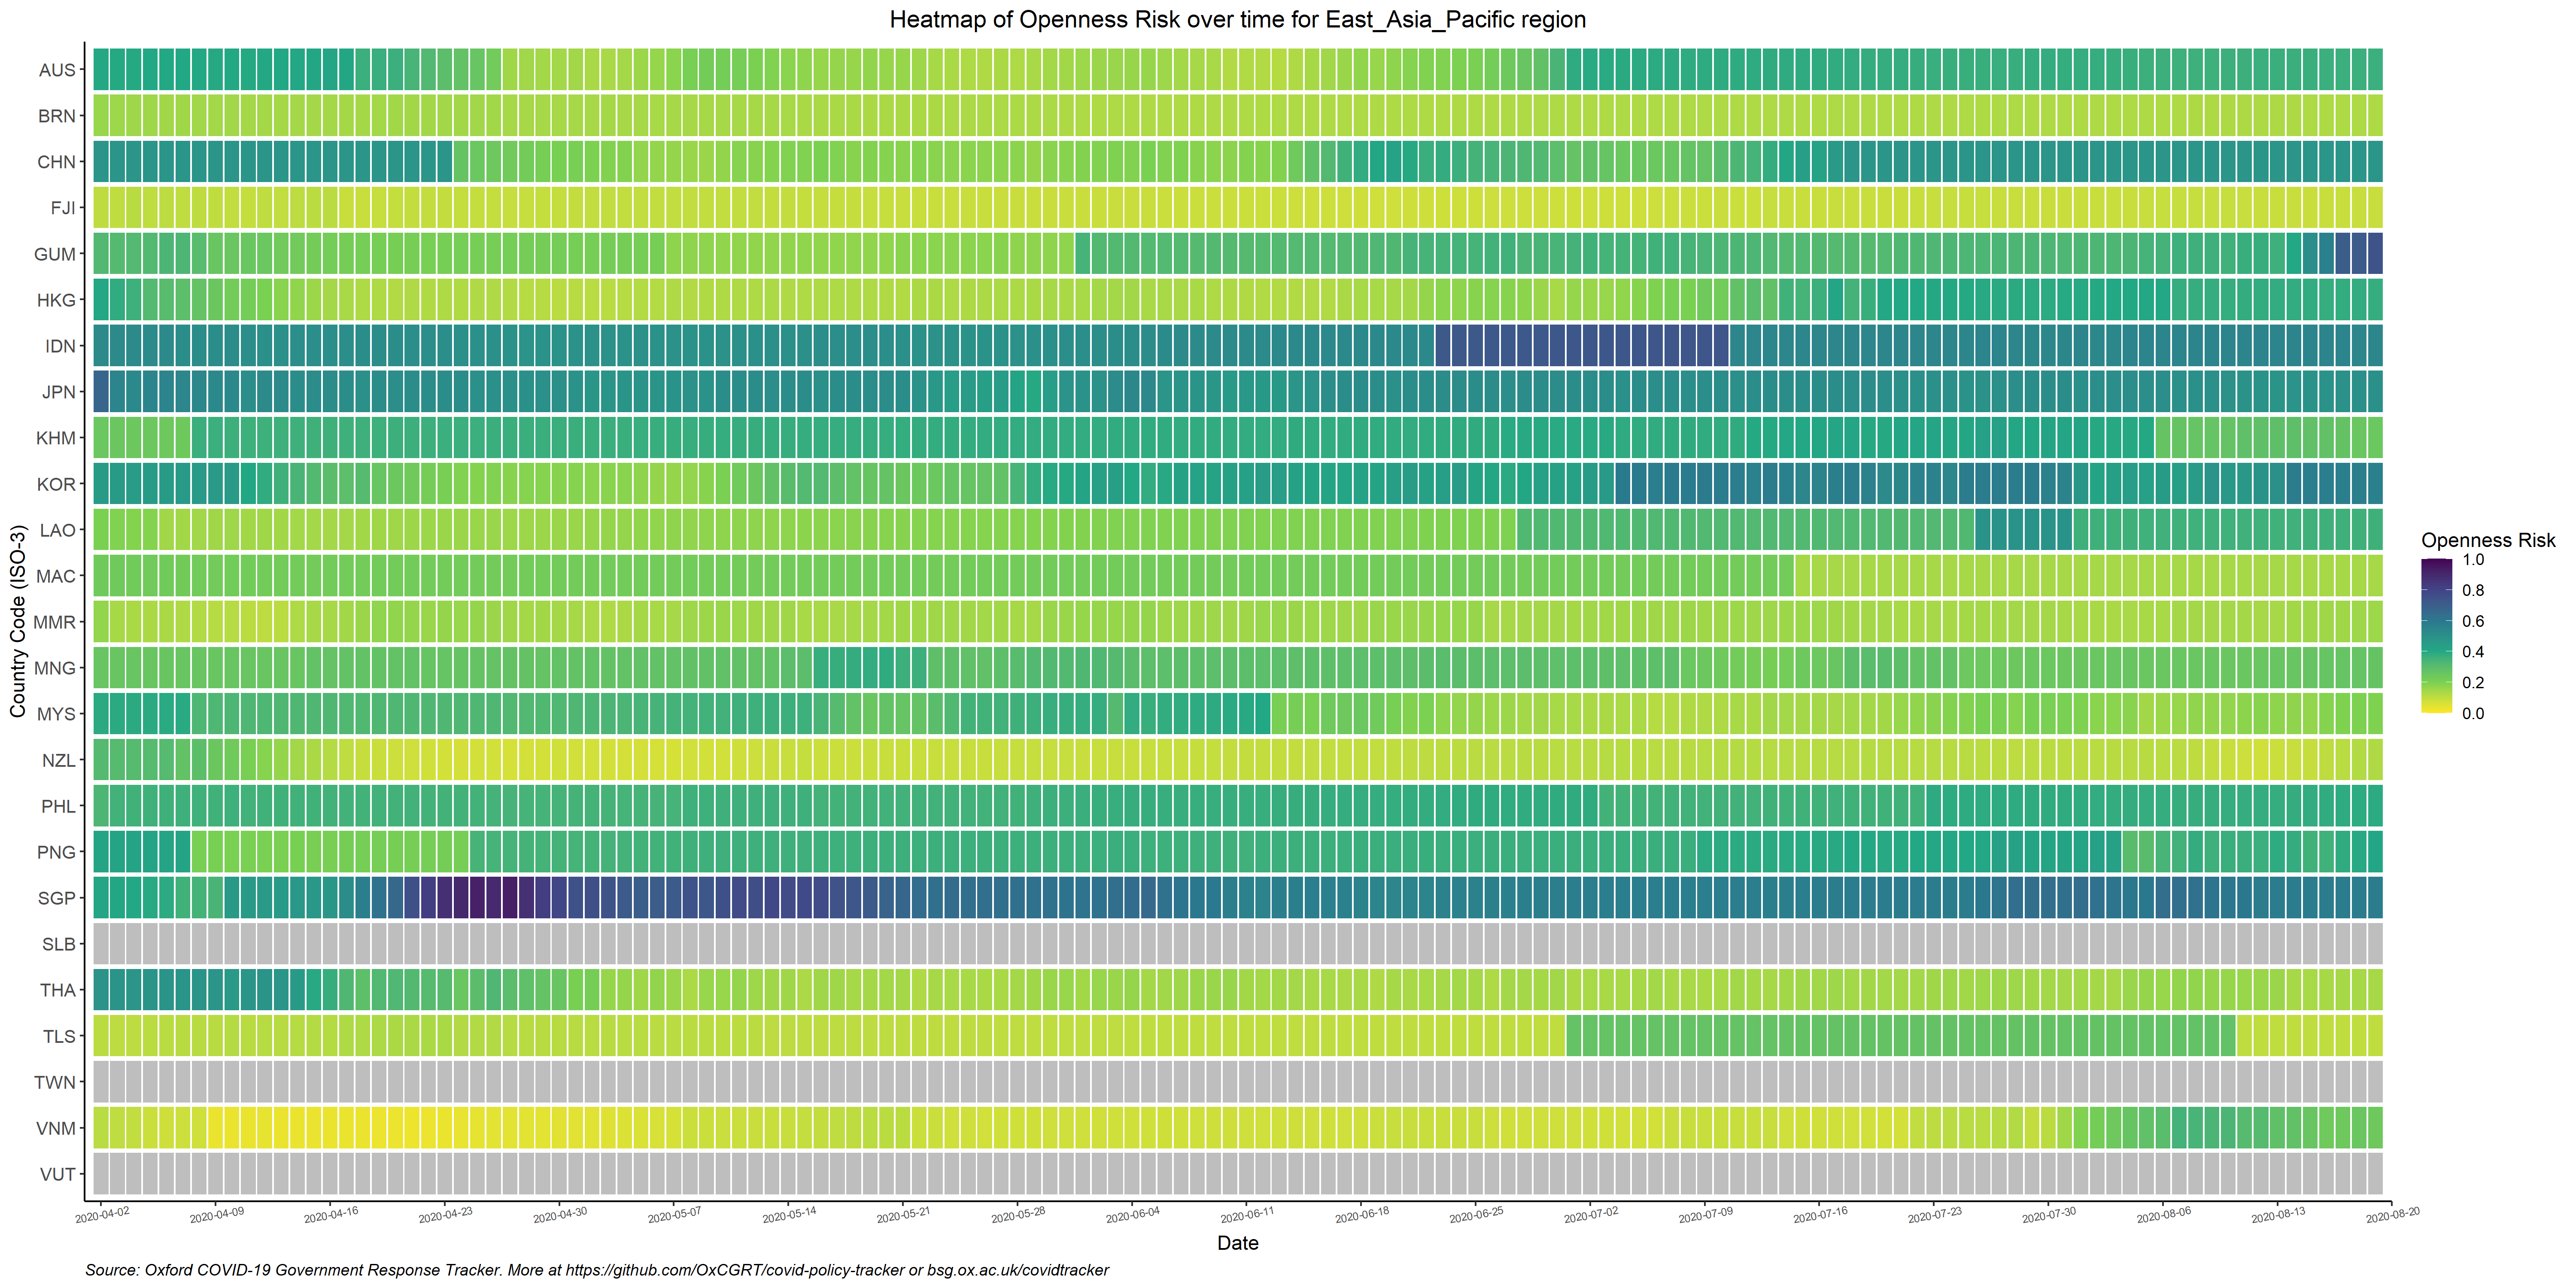 Heatmap of Openness Risk over time for East_Asia_Pacific region
Country Code (ISO-3)
AUS
BRN
CHN
FJI
GUM
HKG
IDN
JPN
KHM
KOR
LAO
MAC
MMR
MNG
MYS
NZL
PHL
PNG
SGP
SLB
THA
TLS
TWN
VNM
VUT
Openness Risk
1.0
0.8
0.6
0.4
0.2
0.0
2020-04-02 2020-04-09 2020-04-16 2020-04-23 2020-04-30 2020-05-07 2020-05-14 2020-05-21 2020-05-28 2020-06-04 2020-06-11 2020-06-18 2020-06-25 2020-07-02 2020-07-09 2020-07-16 2020-07-23 2020-07-30 2020-08-06 2020-08-13 2020-08-20
Date
Source: Oxford COVID-19 Government Response Tracker. More at https://github.com/OxCGRT/covid-policy-tracker or bsg.ox.ac.uk/covidtracker